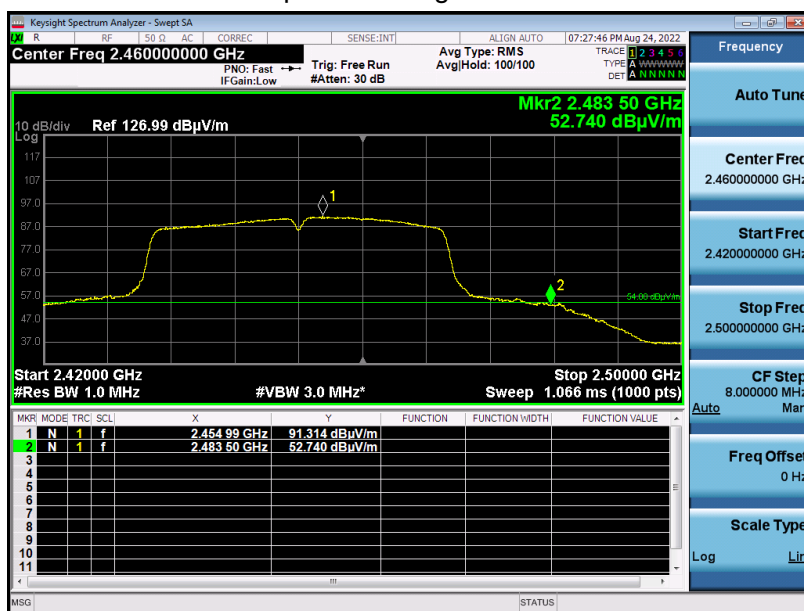 Keysight Spectrum Analyzer - Swept SA
LXI R RF 50 Ω AC CORREC SENSE:INT ALIGN AUTO 07:27:46 PM Aug 24, 2022
Center Freq 2.460000000 GHz Avg Type: RMS TRACE 1 2 3 4 5 6
PNO: Fast Trig: Free Run Avg|Hold: 100/100 TYPE A WWWWW
IFGain:Low #Atten: 30 dB DET A N N N N N
Mkr2 2.483 50 GHz
10 dB/div Ref 126.99 dBµV/m 52.740 dBµV/m
Log
117
107
97.0
1
87.0
77.0
67.0
57.0
2
54.00 dBµV/m
47.0
37.0
Start 2.42000 GHz Stop 2.50000 GHz
#Res BW 1.0 MHz #VBW 3.0 MHz* Sweep 1.066 ms (1000 pts)
MKR MODE TRC SCL X Y FUNCTION FUNCTION WIDTH FUNCTION VALUE
1 N 1 f 2.454 99 GHz 91.314 dBµV/m
2 N 1 f 2.483 50 GHz 52.740 dBµV/m
3
4
5
6
7
8
9
10
11
MSG STATUS
Frequency
Auto Tune
Center Freq
2.460000000 GHz
Start Freq
2.420000000 GHz
Stop Freq
2.500000000 GHz
CF Step
8.000000 MHz
Auto Man
Freq Offset
0 Hz
Scale Type
Log Lin